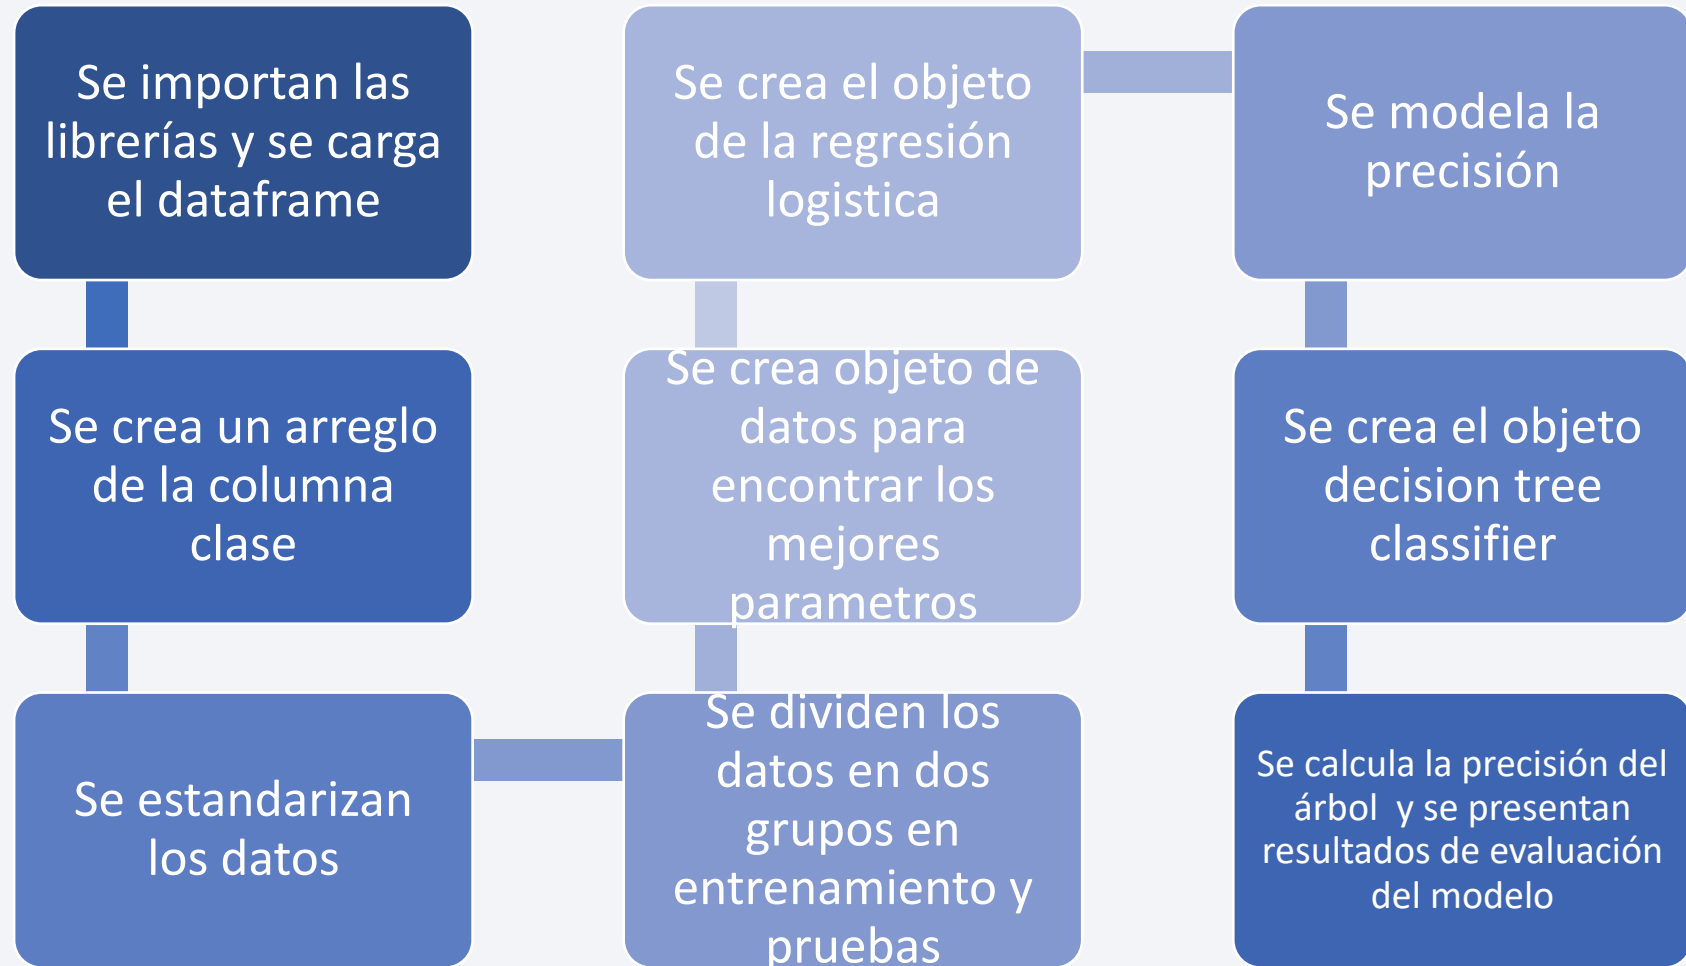 Se importan las
librerías y se carga
el dataframe
Se crea un arreglo
de la columna
clase
Se estandarizan
los datos
Se dividen los
datos en dos
grupos en
entrenamiento y
pruebas
Se crea objeto de
datos para
encontrar los
mejores
parametros
Se crea el objeto
de la regresión
logistica
Se modela la
precisión
Se crea el objeto
decision tree
classifier
Se calcula la precisión del
árbol y se presentan
resultados de evaluación
del modelo